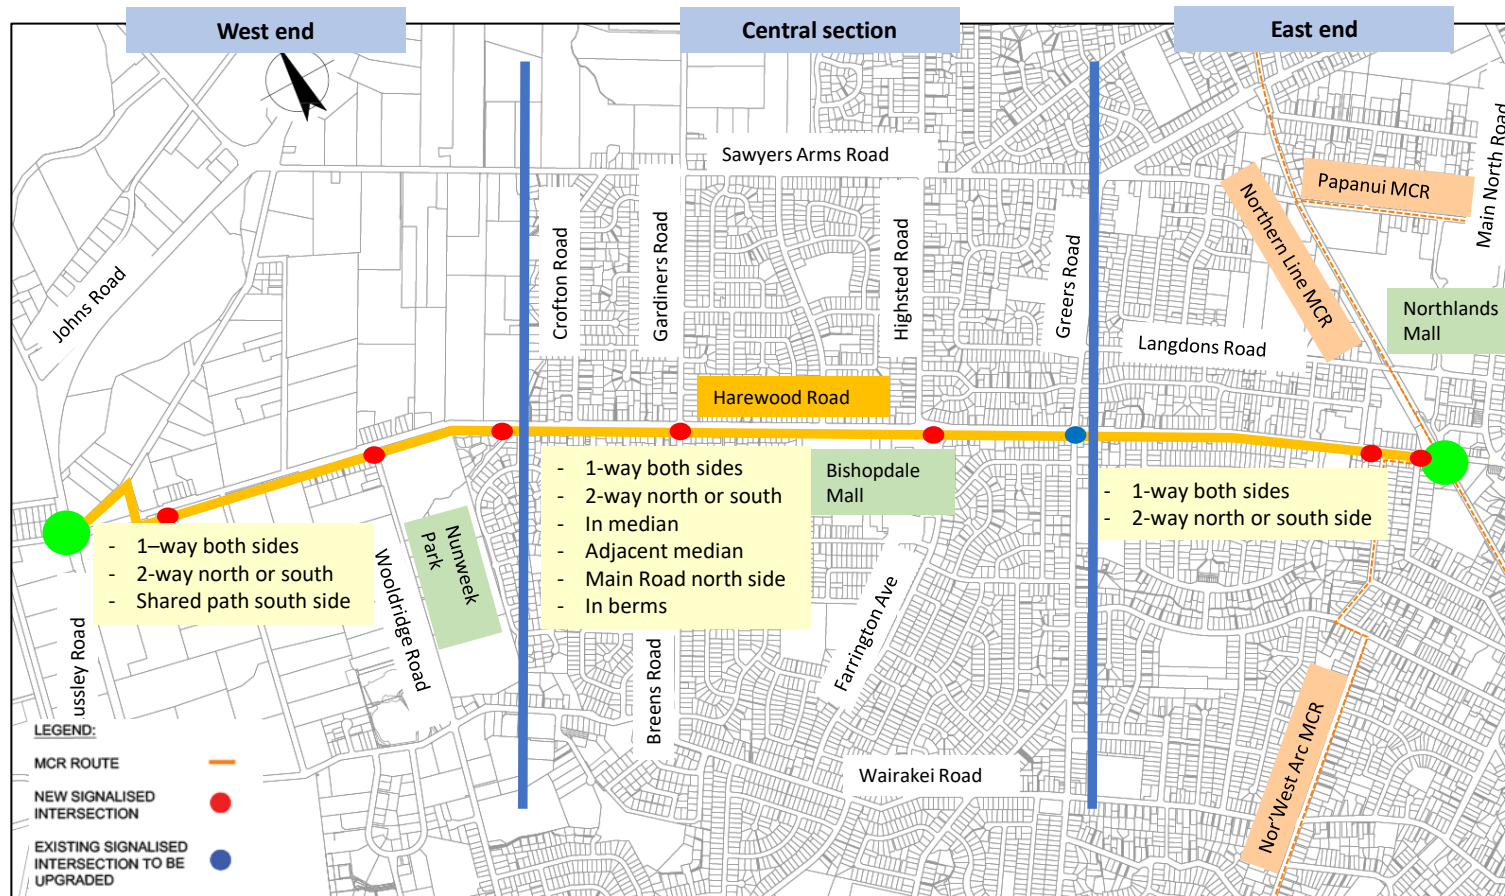 West end
Central section
East end
Sawyers Arms Road
Papanui MCR
Main North Road
Northern Line MCR
Johns Road
Crofton Road
Gardiners Road
Highsted Road
Greers Road
Langdons Road
Northlands
Mall
Harewood Road
- 1-way both sides
- 2-way north or south
- In median
- Adjacent median
- Main Road north side
- In berms
Bishopdale
Mall
- 1-way both sides
- 2-way north or south side
- 1–way both sides
- 2-way north or south
- Shared path south side
Nunweek
Park
Wooldridge Road
ussley Road
Breens Road
Farrington Ave
Wairakei Road
Nor'West Arc MCR
LEGEND:
MCR ROUTE
NEW SIGNALISED
INTERSECTION
EXISTING SIGNALISED
INTERSECTION TO BE
UPGRADED